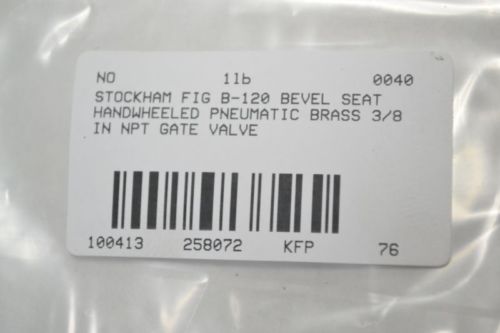 NO 1lb 0040
STOCKHAM FIG B-120 BEVEL SEAT
HANDWHEELED PNEUMATIC BRASS 3/8
IN NPT GATE VALVE
100413 258072 KFP 76